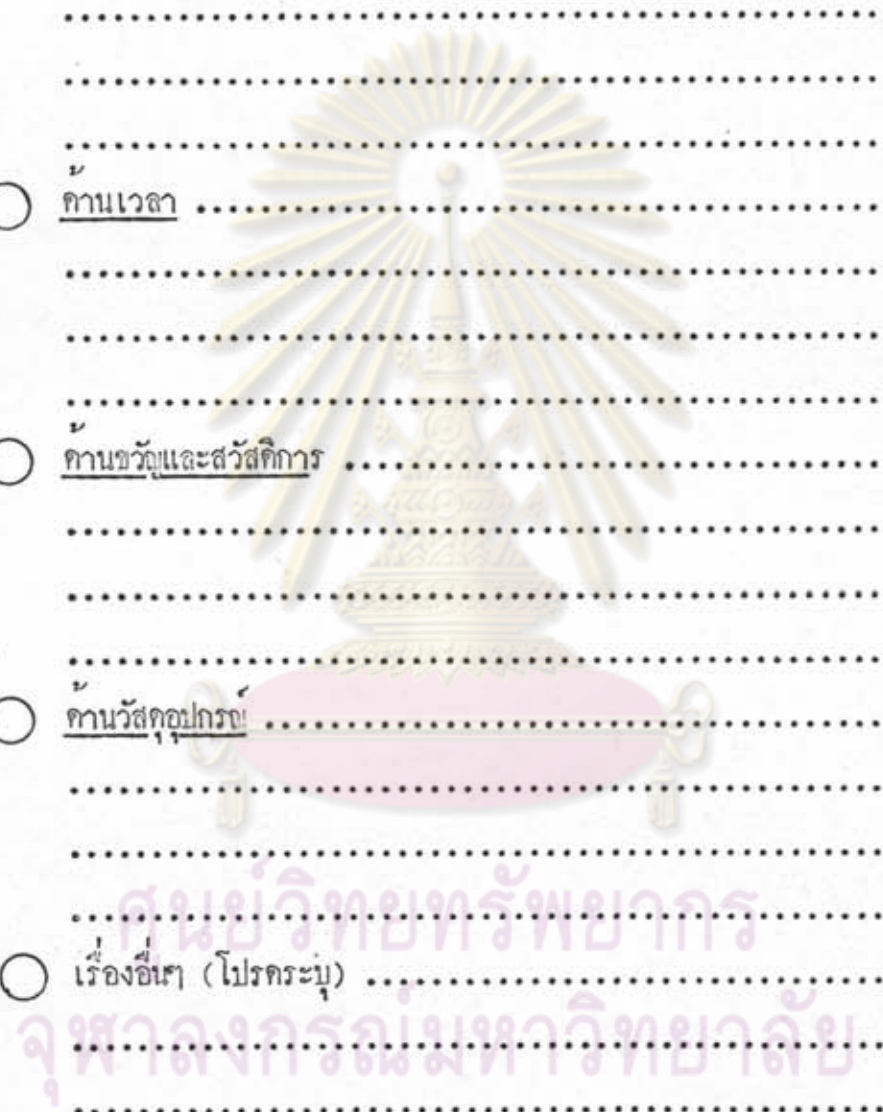 ........................................
........................................
........................................
ด้านเวลา ........................................
........................................
........................................
........................................
ด้านขวัญและสวัสดิการ ........................................
........................................
........................................
........................................
ด้านวัสดุอุปกรณ์ ........................................
........................................
........................................
........................................
ศูนย์วิทยทรัพยากร
เรื่องอื่นๆ (โปรดระบุ) ........................................
จุฬาลงกรณ์มหาวิทยาลัย
........................................
........................................